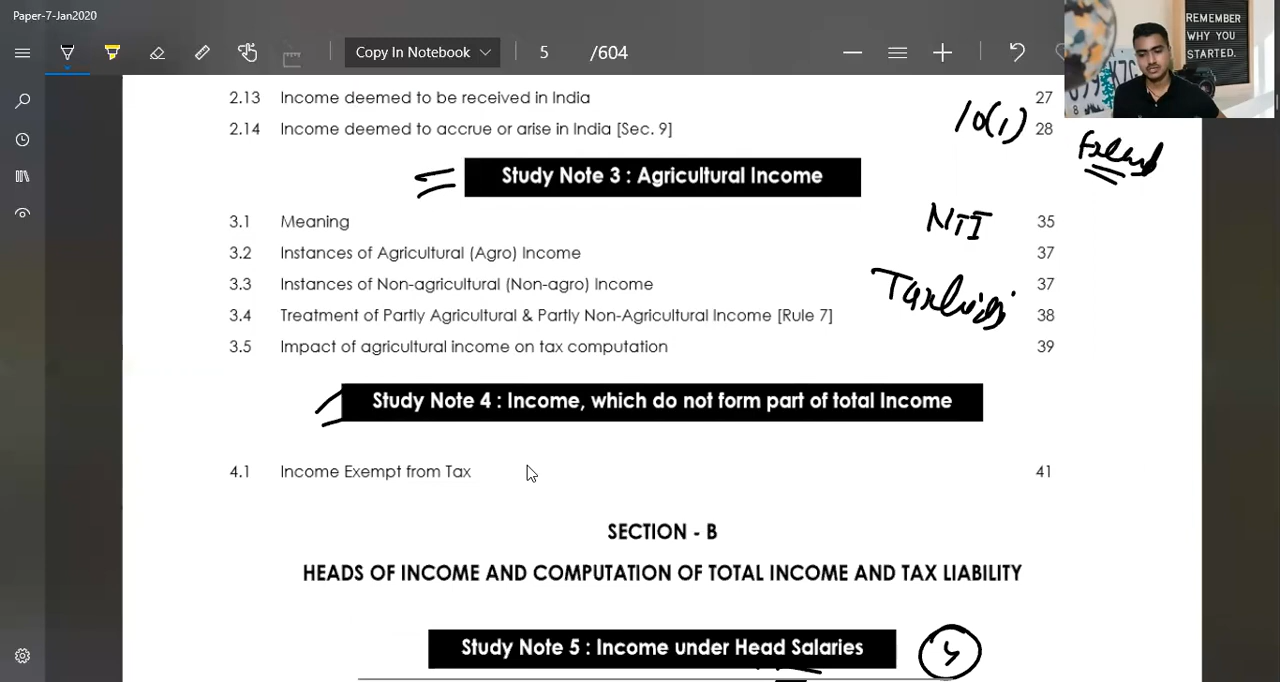 Paper-7-Jan2020
REMEMBER
WHY YOU
STARTED.
Copy In Notebook 5 /604
2.13 Income deemed to be received in India 27
2.14 Income deemed to accrue or arise in India [Sec. 9] 28
10(1)
Study Note 3 : Agricultural Income
3.1 Meaning 35
NTI
3.2 Instances of Agricultural (Agro) Income 37
3.3 Instances of Non-agricultural (Non-agro) Income 37
3.4 Treatment of Partly Agricultural & Partly Non-Agricultural Income [Rule 7] 38
3.5 Impact of agricultural income on tax computation 39
Study Note 4 : Income, which do not form part of total Income
4.1 Income Exempt from Tax 41
SECTION - B
HEADS OF INCOME AND COMPUTATION OF TOTAL INCOME AND TAX LIABILITY
Study Note 5 : Income under Head Salaries